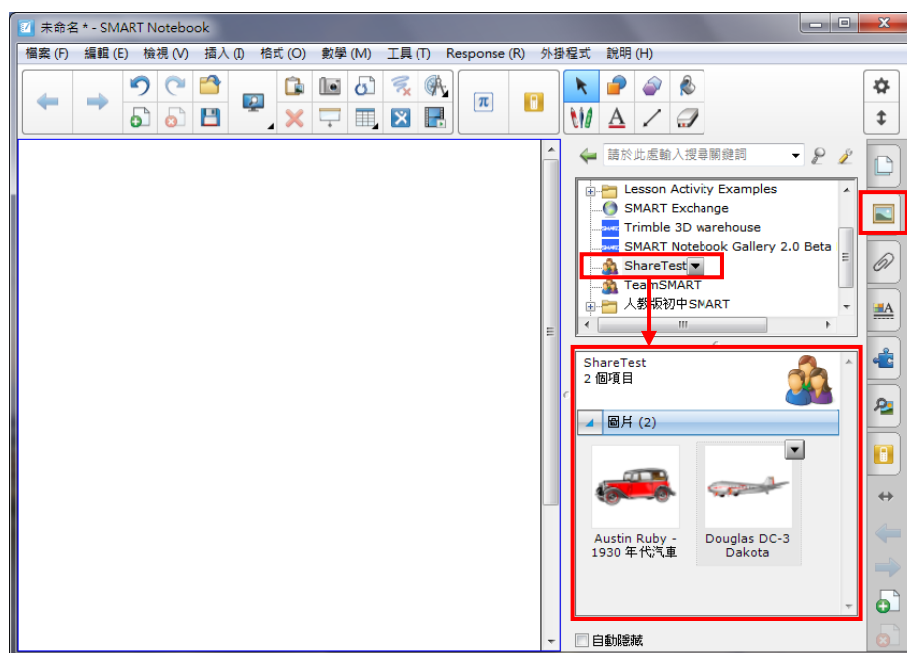 未命名 * - SMART Notebook
檔案 (F) 編輯 (E) 檢視 (V) 插入 (I) 格式 (O) 數學 (M) 工具 (T) Response (R) 外掛程式 說明 (H)
π
A
請於此處輸入搜尋關鍵詞
Lesson Activity Examples
SMART Exchange
Trimble 3D warehouse
SMART Notebook Gallery 2.0 Beta
ShareTest
TeamSMART
人教版初中SMART
A
ShareTest
2 個項目
圖片 (2)
Austin Ruby -
1930 年代汽車
Douglas DC-3
Dakota
自動隱藏